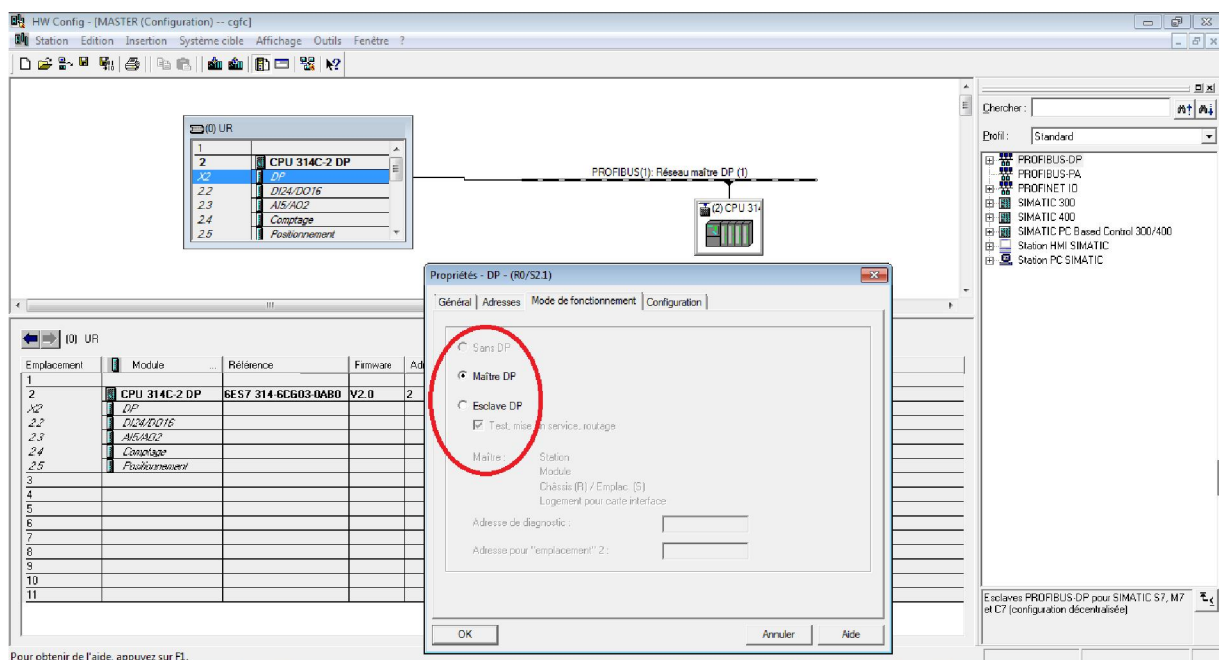 HW Config - [MASTER (Configuration) -- cgfc]
Station Edition Insertion Système cible Affichage Outils Fenêtre ?
(0) UR
1
2 CPU 314C-2 DP
X2 DP
2.2 DI24/DO16
2.3 AI5/AO2
2.4 Comptage
2.5 Positionnement
PROFIBUS(1): Réseau maître DP (1)
(2) CPU 314
Chercher :
Profil : Standard
PROFIBUS-DP
PROFIBUS-PA
PROFINET IO
SIMATIC 300
SIMATIC 400
SIMATIC PC Based Control 300/400
Station HMI SIMATIC
Station PC SIMATIC
Propriétés - DP - (R0/S2.1)
Général Adresses Mode de fonctionnement Configuration
Sans DP
Maître DP
Esclave DP
Test, mise en service, routage
Maître : Station
Module
Châssis (R) / Emplac. (S)
Logement pour carte interface
Adresse de diagnostic :
Adresse pour "emplacement" 2 :
OK Annuler Aide
(0) UR
Emplacement Module ... Référence Firmware Ad
1
2 CPU 314C-2 DP 6ES7 314-6CG03-0AB0 V2.0 2
X2 DP
2.2 DI24/DO16
2.3 AI5/AO2
2.4 Comptage
2.5 Positionnement
3
4
5
6
7
8
9
10
11
Esclaves PROFIBUS-DP pour SIMATIC S7, M7
et C7 (configuration décentralisée)
Pour obtenir de l'aide, appuyez sur F1.